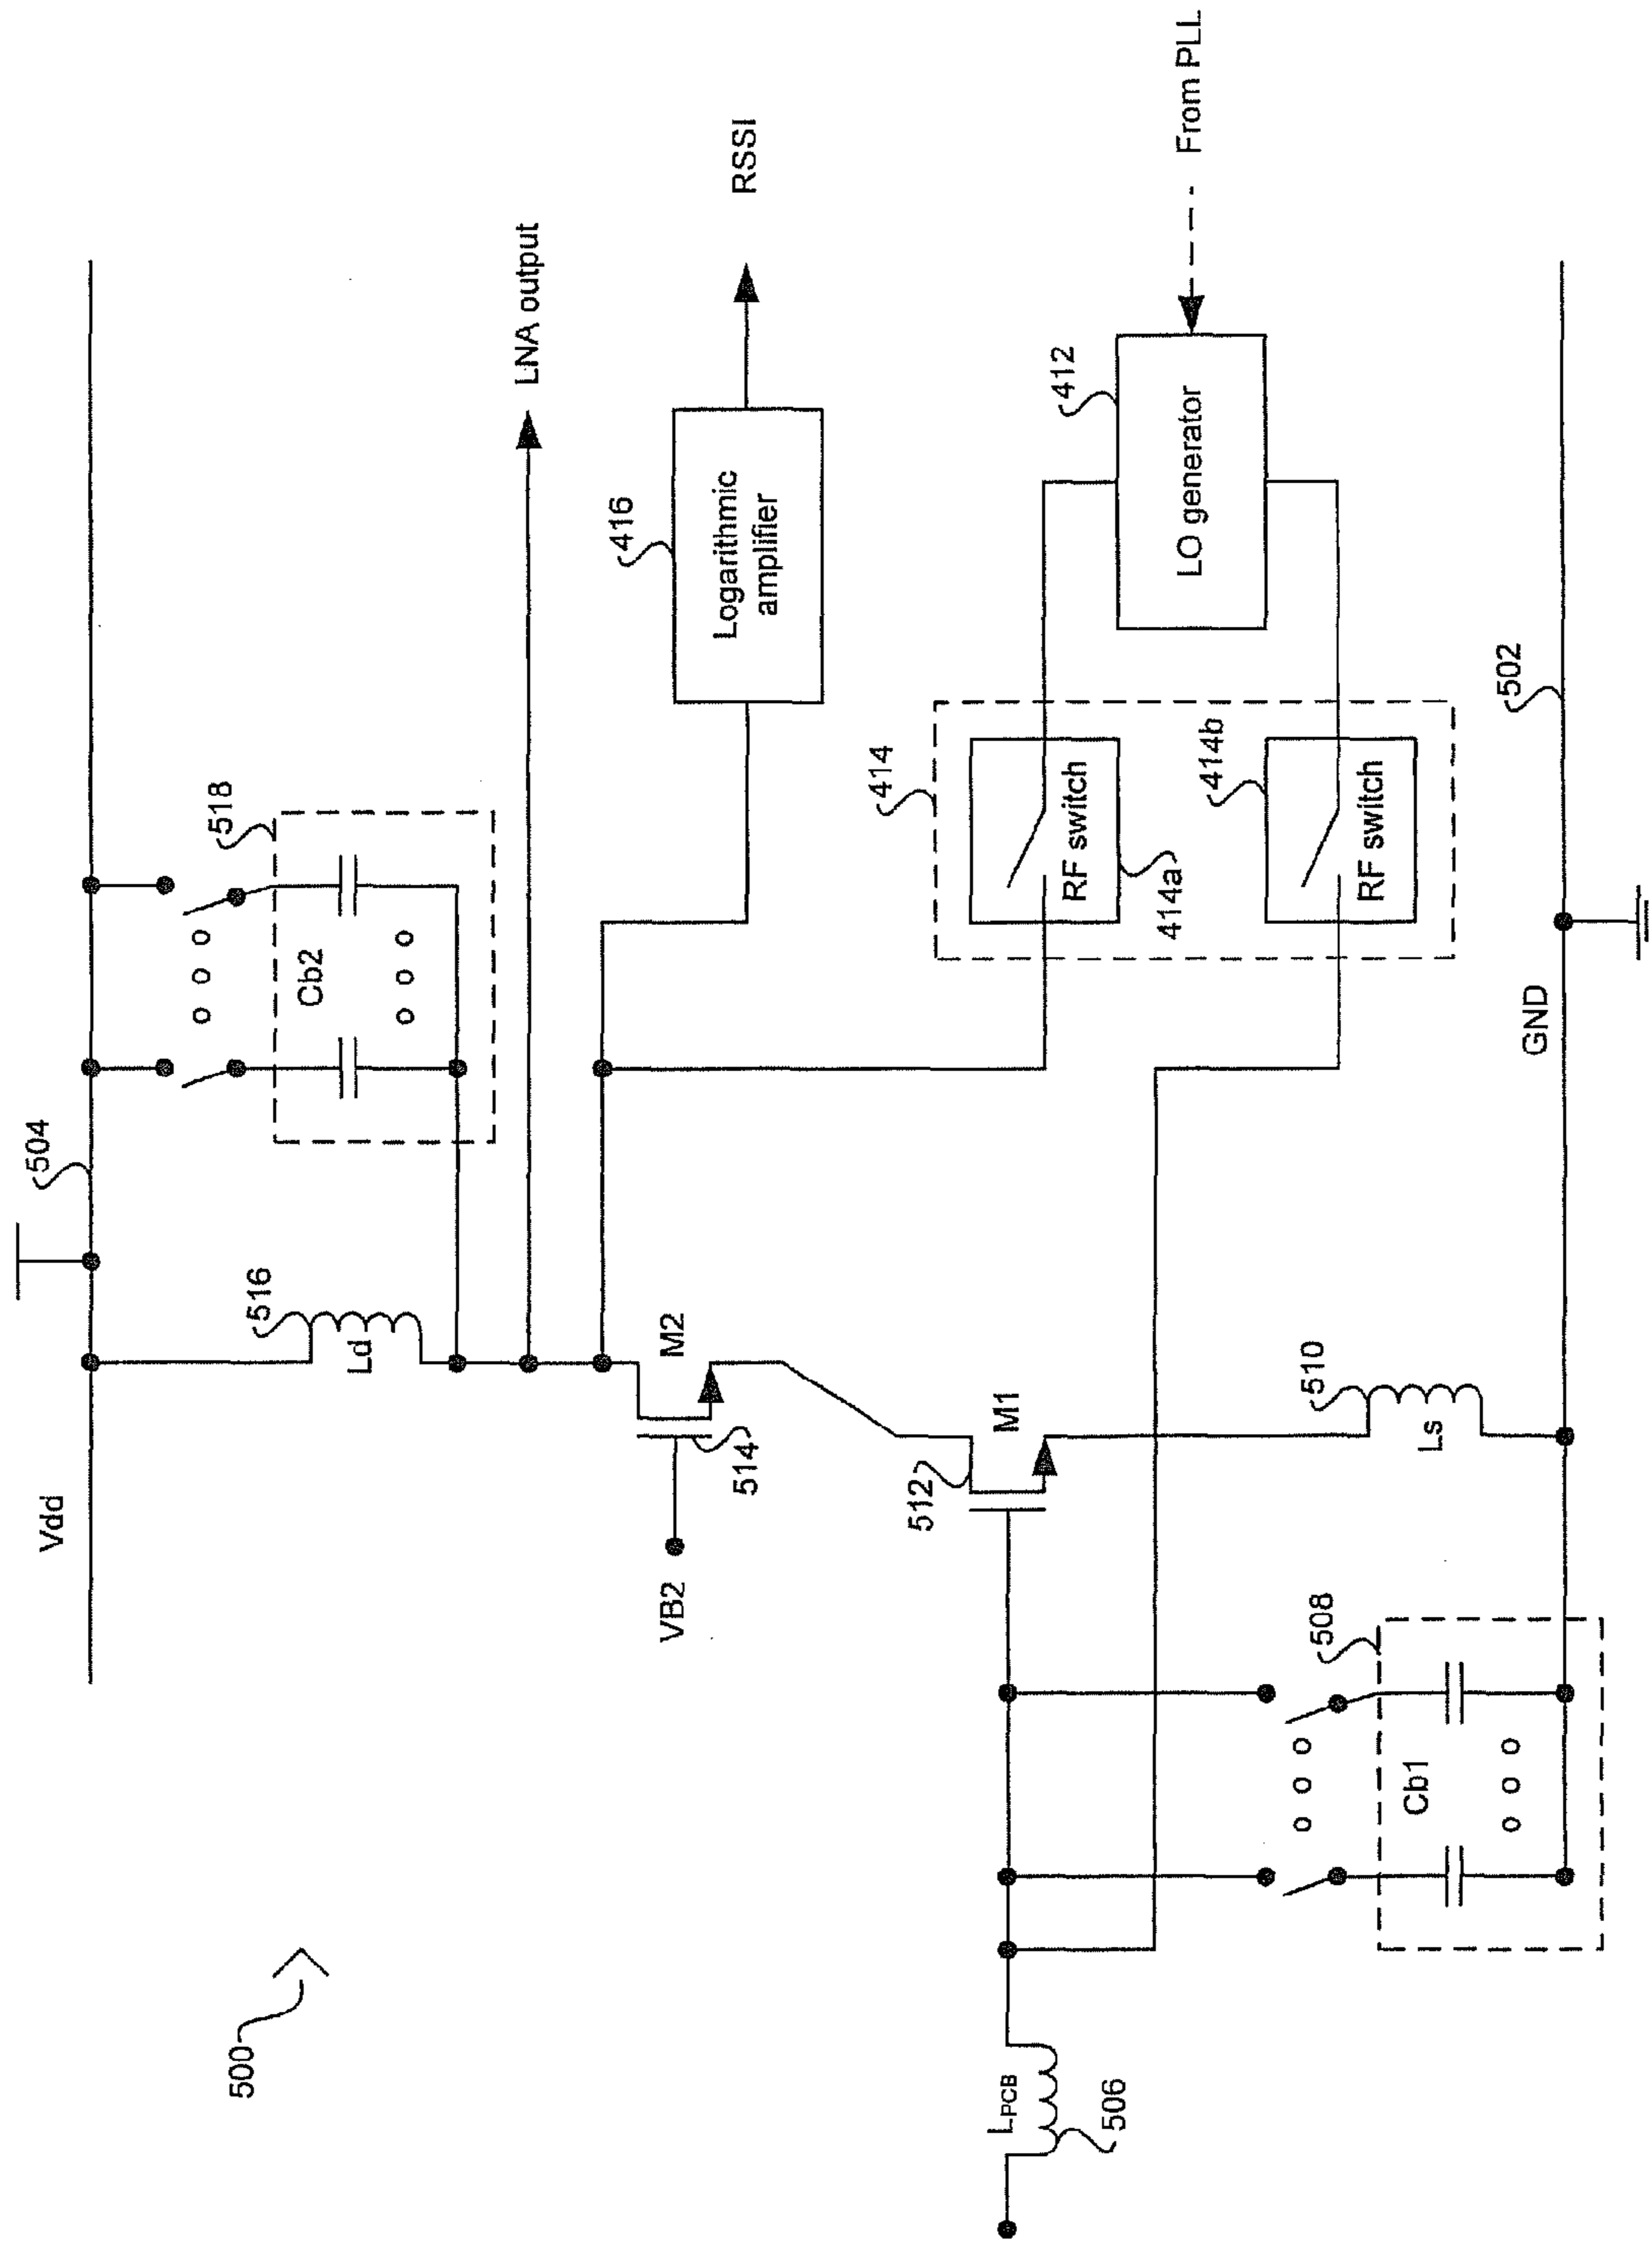 500
Vdd
504
516
Ld
518
Cb2
LNA output
VB2
514
M2
416
Logarithmic
amplifier
RSSI
LPCB
506
512
M1
414
RF switch
414a
414b
RF switch
412
LO generator
From PLL
508
Cb1
510
Ls
GND
502